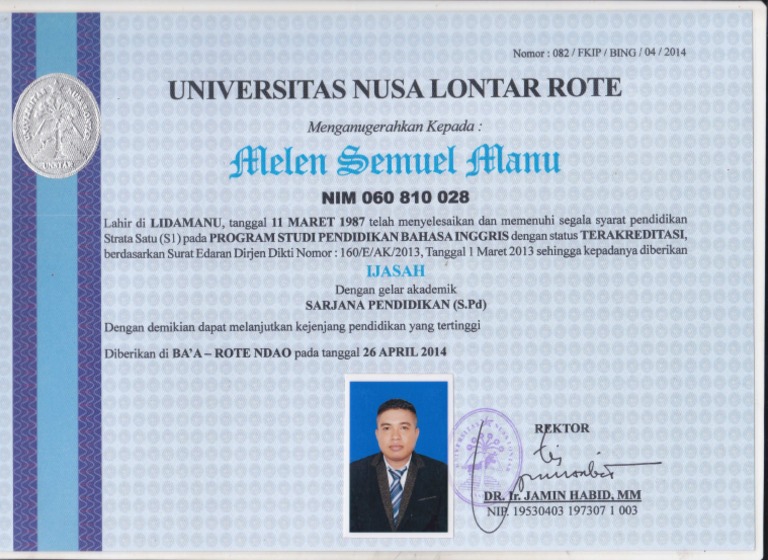 Nomor : 082 / FKIP / BING / 04 / 2014
UNIVERSITAS NUSA LONTAR ROTE
Menganugerahkan Kepada :
Melen Semuel Manu
NIM 060 810 028
Lahir di LIDAMANU, tanggal 11 MARET 1987 telah menyelesaikan dan memenuhi segala syarat pendidikan
Strata Satu (S1) pada PROGRAM STUDI PENDIDIKAN BAHASA INGGRIS dengan status TERAKREDITASI,
berdasarkan Surat Edaran Dirjen Dikti Nomor : 160/E/AK/2013, Tanggal 1 Maret 2013 sehingga kepadanya diberikan
IJASAH
Dengan gelar akademik
SARJANA PENDIDIKAN (S.Pd)
Dengan demikian dapat melanjutkan kejenjang pendidikan yang tertinggi
Diberikan di BA'A – ROTE NDAO pada tanggal 26 APRIL 2014
REKTOR
DR. Ir. JAMIN HABID, MM
NIP. 19530403 197307 1 003